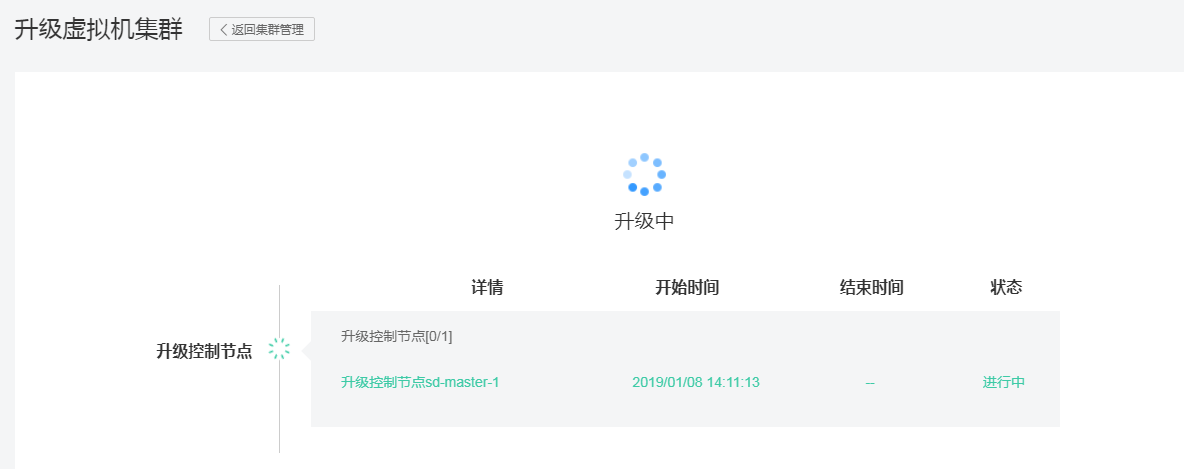 升级虚拟机集群
返回集群管理
升级中
详情 开始时间 结束时间 状态
升级控制节点
升级控制节点[0/1]
升级控制节点sd-master-1 2019/01/08 14:11:13 -- 进行中